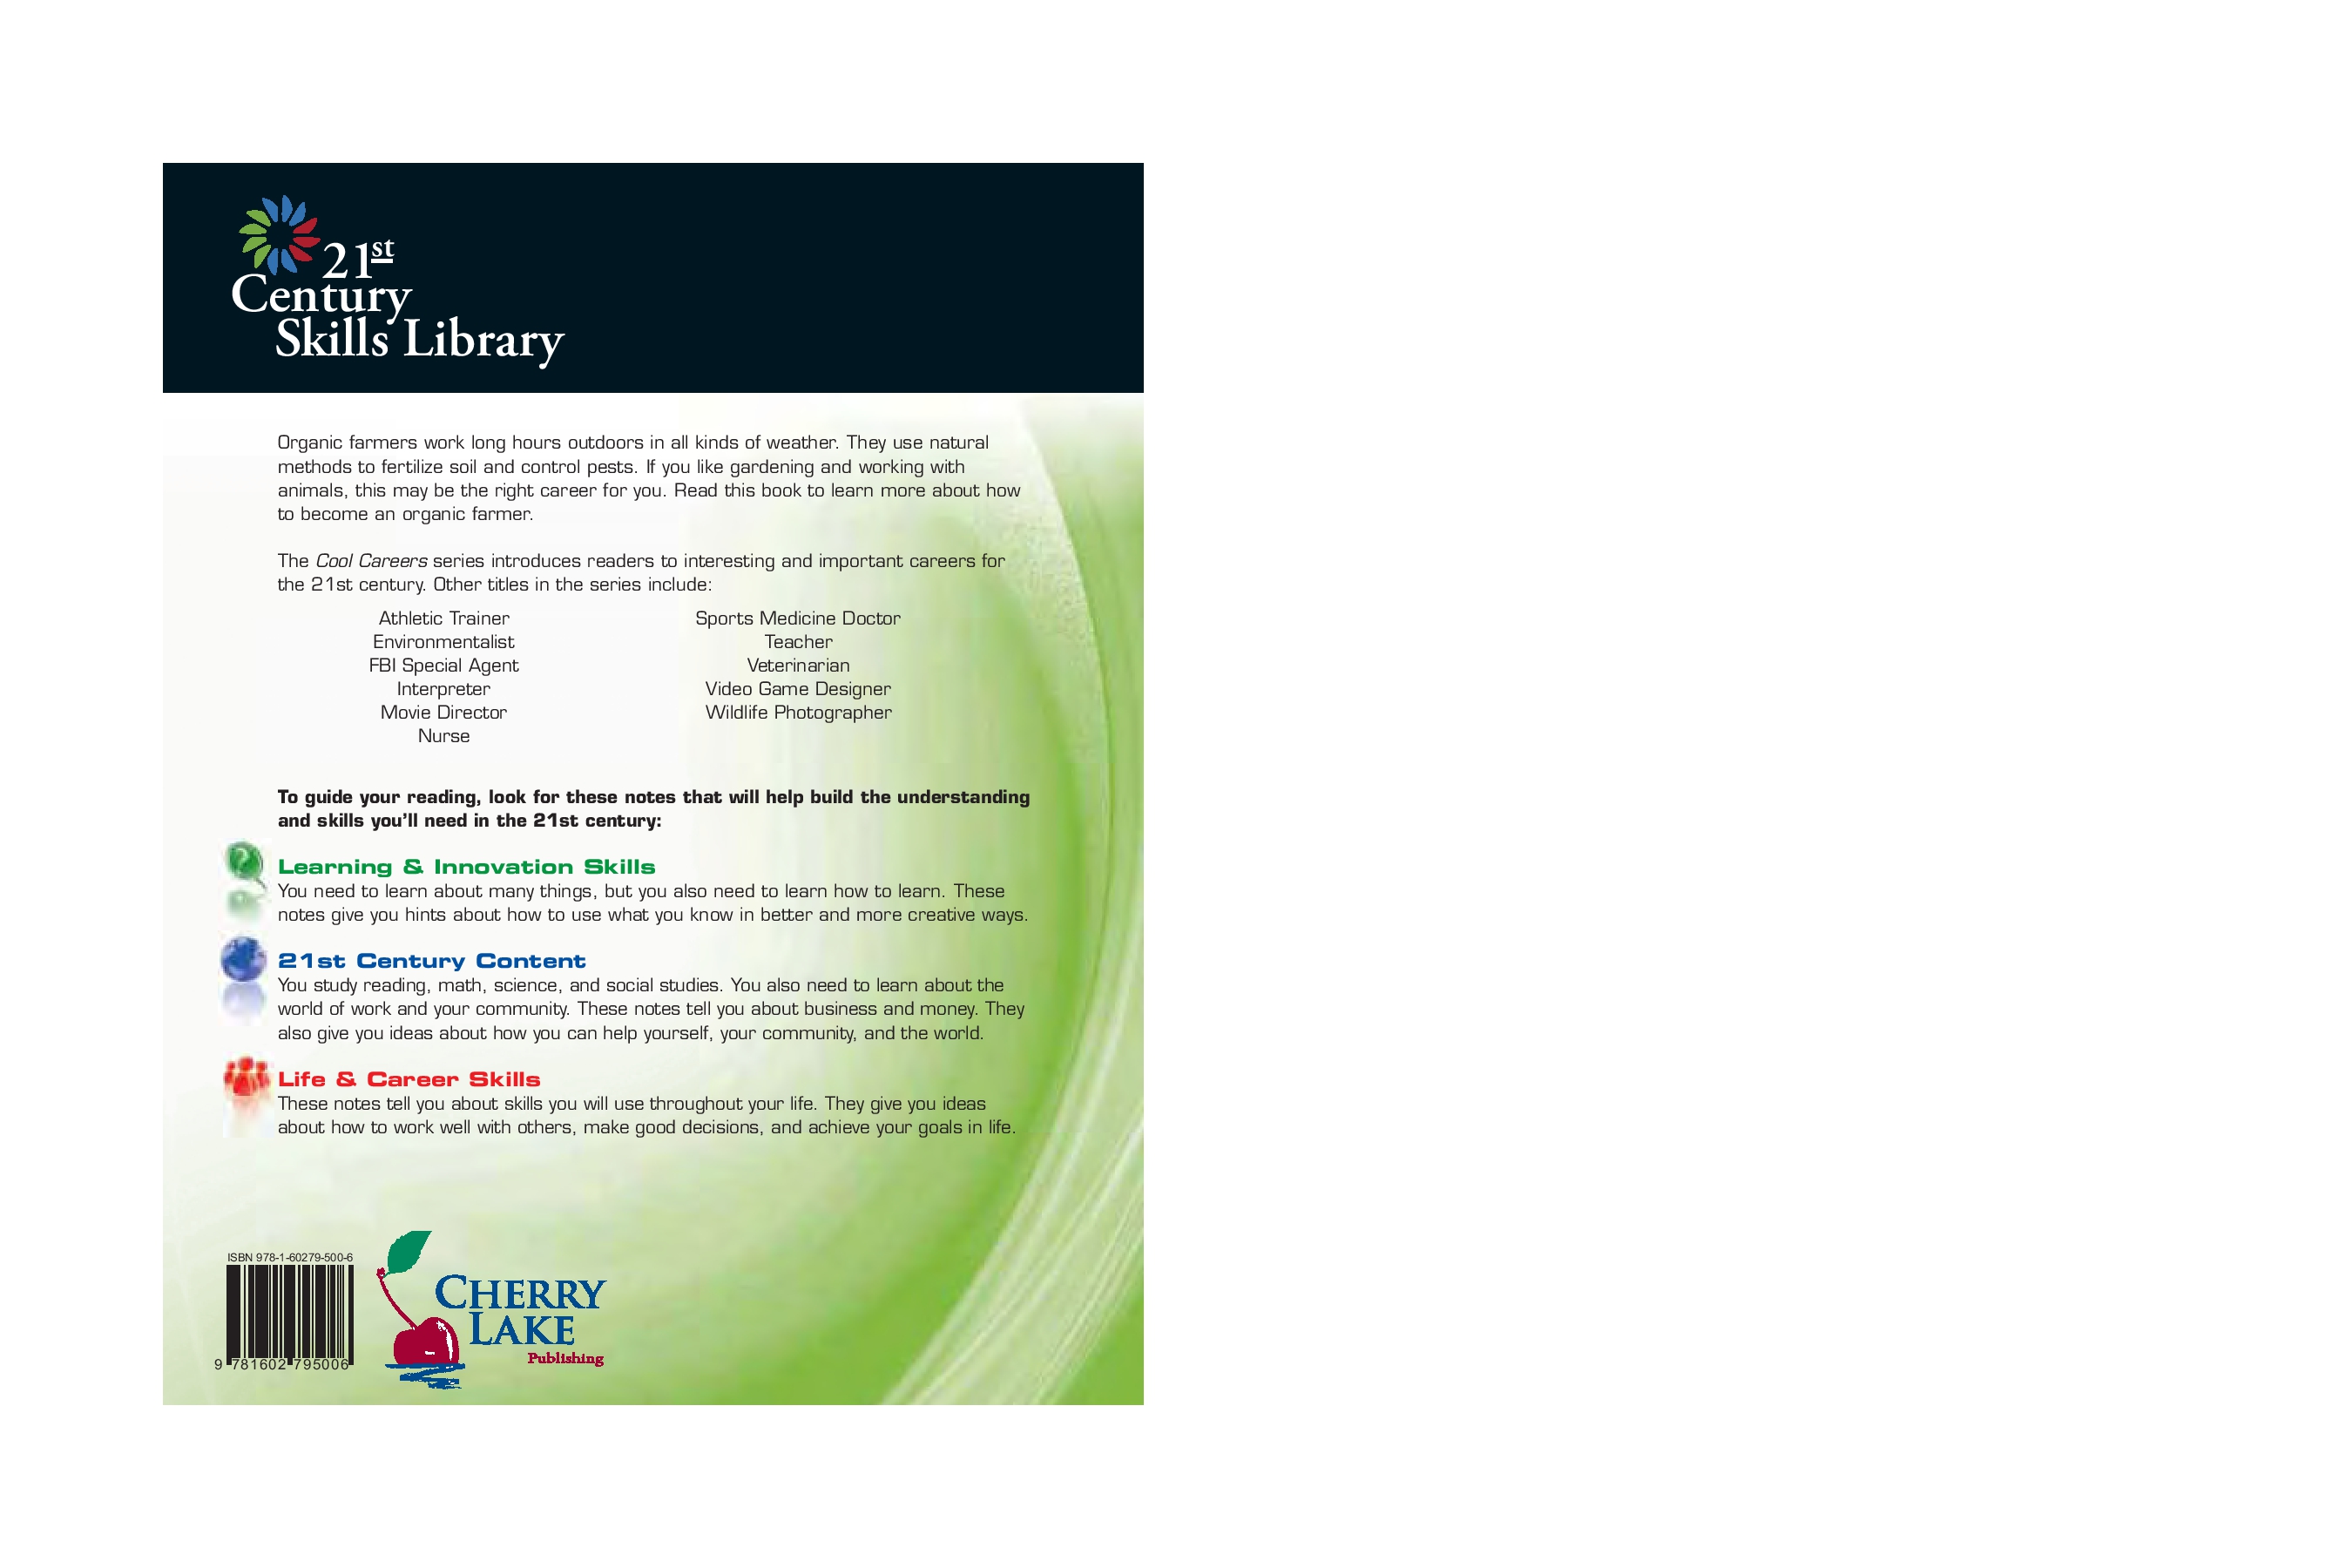 21st
Century
Skills Library
Organic farmers work long hours outdoors in all kinds of weather. They use natural
methods to fertilize soil and control pests. If you like gardening and working with
animals, this may be the right career for you. Read this book to learn more about how
to become an organic farmer.
The Cool Careers series introduces readers to interesting and important careers for
the 21st century. Other titles in the series include:
Athletic Trainer
Environmentalist
FBI Special Agent
Interpreter
Movie Director
Nurse
Sports Medicine Doctor
Teacher
Veterinarian
Video Game Designer
Wildlife Photographer
To guide your reading, look for these notes that will help build the understanding
and skills you'll need in the 21st century:
Learning & Innovation Skills
You need to learn about many things, but you also need to learn how to learn. These
notes give you hints about how to use what you know in better and more creative ways.
21st Century Content
You study reading, math, science, and social studies. You also need to learn about the
world of work and your community. These notes tell you about business and money. They
also give you ideas about how you can help yourself, your community, and the world.
Life & Career Skills
These notes tell you about skills you will use throughout your life. They give you ideas
about how to work well with others, make good decisions, and achieve your goals in life.
ISBN 978-1-60279-500-6
9 781602 795006
CHERRY
LAKE
Publishing